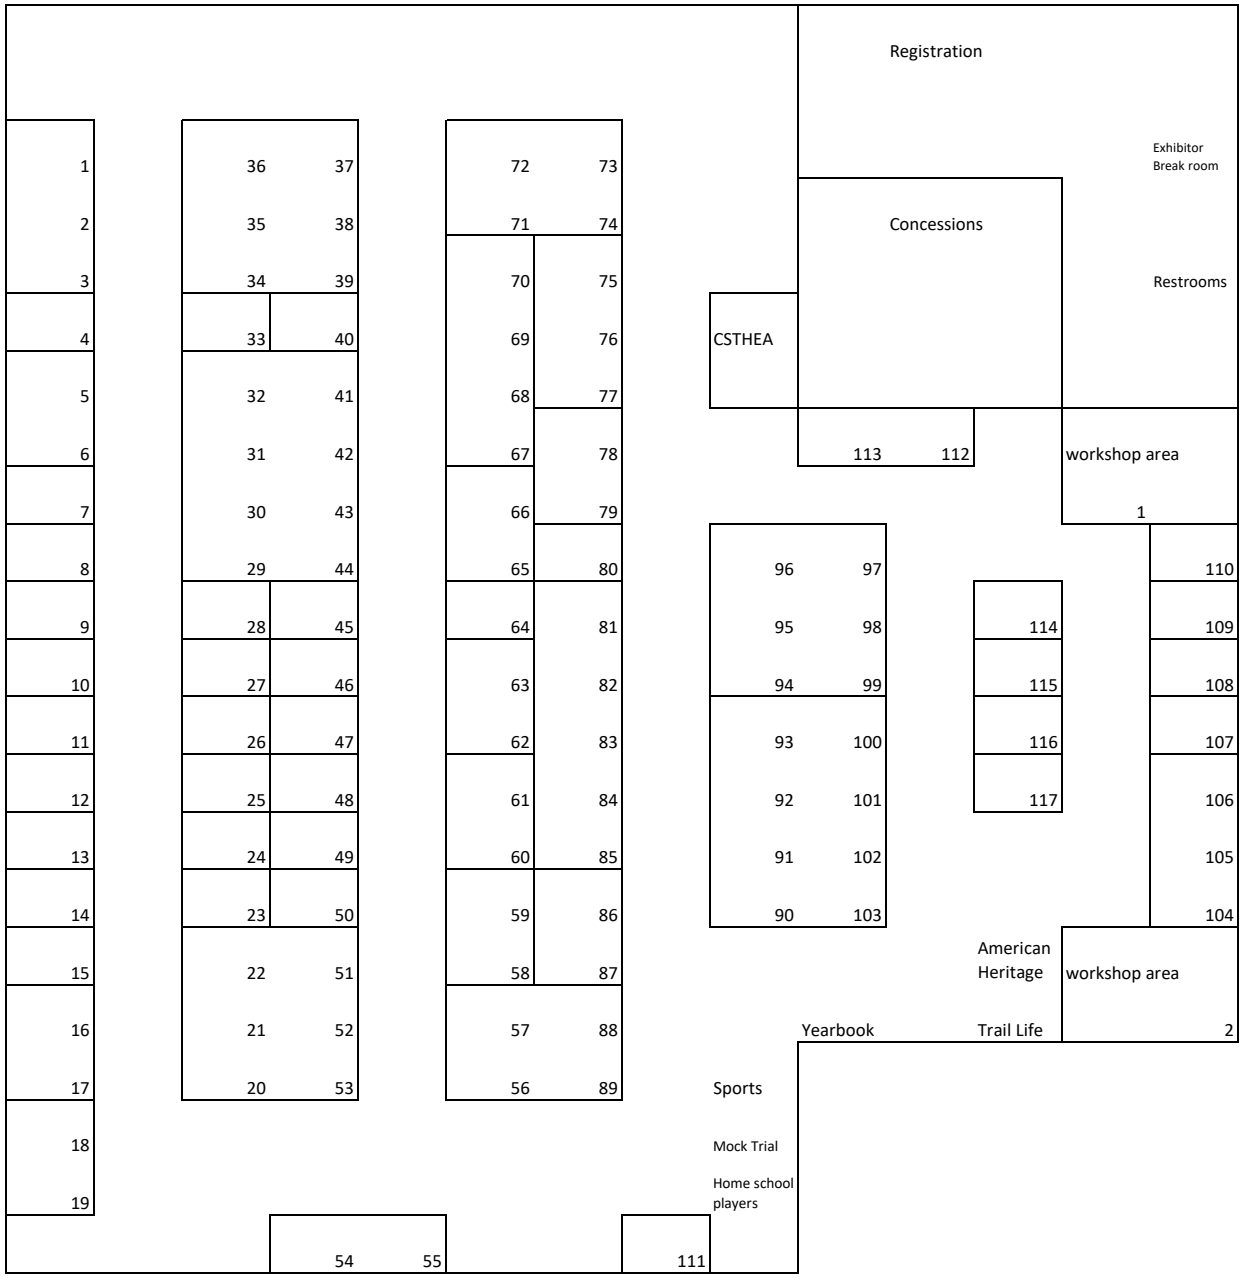 Registration
Exhibitor
1 36 37 72 73 Break room
2 35 38 71 74 Concessions
3 34 39 70 75 Restrooms
4 33 40 69 76 CSTHEA
5 32 41 68 77
6 31 42 67 78 113 112 workshop area
7 30 43 66 79 1
8 29 44 65 80 96 97 110
9 28 45 64 81 95 98 114 109
10 27 46 63 82 94 99 115 108
11 26 47 62 83 93 100 116 107
12 25 48 61 84 92 101 117 106
13 24 49 60 85 91 102 105
14 23 50 59 86 90 103 104
American
15 22 51 58 87 Heritage workshop area
16 21 52 57 88 Yearbook Trail Life 2
17 20 53 56 89 Sports
18 Mock Trial
Home school
19 players
54 55 111